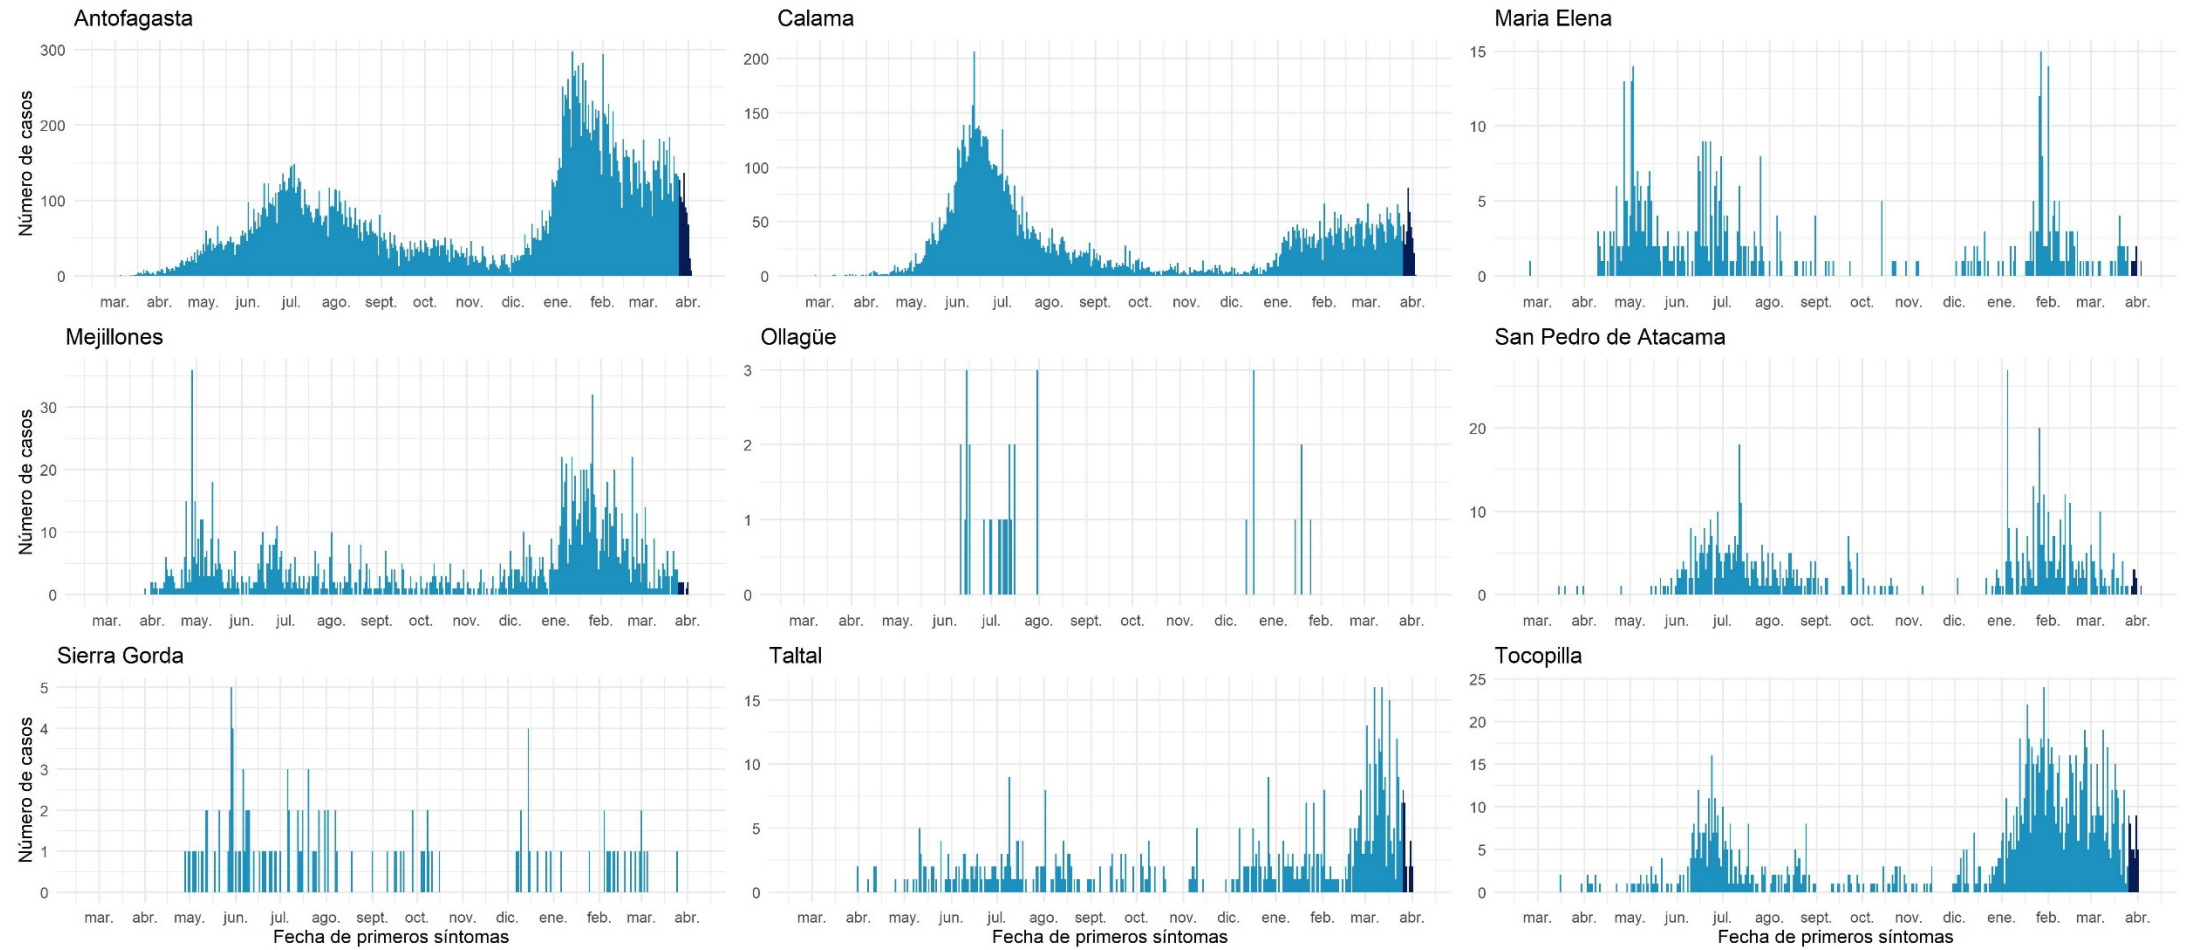 Antofagasta
Calama
Maria Elena
Número de casos
300
200
100
0
mar. abr. may. jun. jul. ago. sept. oct. nov. dic. ene. feb. mar. abr.
200
150
100
50
0
mar. abr. may. jun. jul. ago. sept. oct. nov. dic. ene. feb. mar. abr.
15
10
5
0
mar. abr. may. jun. jul. ago. sept. oct. nov. dic. ene. feb. mar. abr.
Mejillones
Ollagüe
San Pedro de Atacama
Número de casos
30
20
10
0
mar. abr. may. jun. jul. ago. sept. oct. nov. dic. ene. feb. mar. abr.
3
2
1
0
mar. abr. may. jun. jul. ago. sept. oct. nov. dic. ene. feb. mar. abr.
20
10
0
mar. abr. may. jun. jul. ago. sept. oct. nov. dic. ene. feb. mar. abr.
Sierra Gorda
Taltal
Tocopilla
Número de casos
5
4
3
2
1
0
mar. abr. may. jun. jul. ago. sept. oct. nov. dic. ene. feb. mar. abr.
Fecha de primeros síntomas
15
10
5
0
mar. abr. may. jun. jul. ago. sept. oct. nov. dic. ene. feb. mar. abr.
Fecha de primeros síntomas
25
20
15
10
5
0
mar. abr. may. jun. jul. ago. sept. oct. nov. dic. ene. feb. mar. abr.
Fecha de primeros síntomas